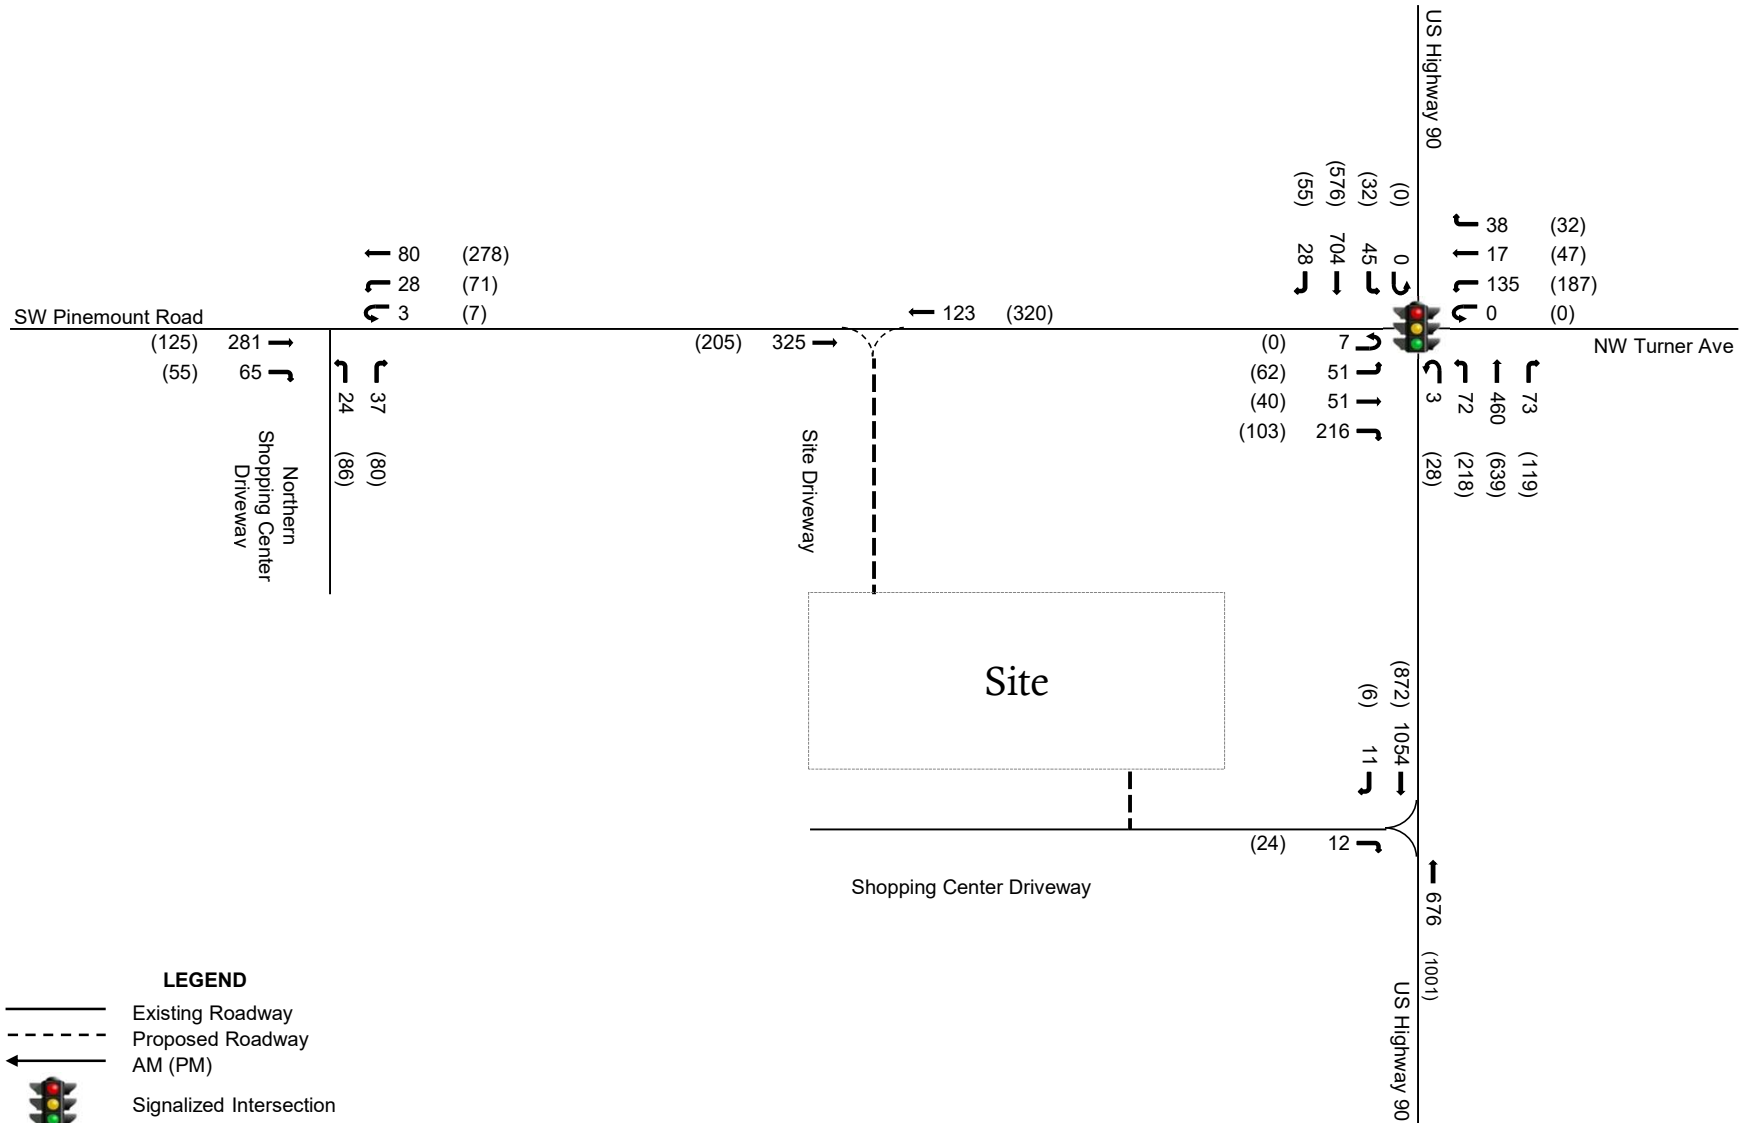 US Highway 90
(55)
(576)
(32)
(0)
28
704
45
0
38 (32)
17 (47)
135 (187)
0 (0)
80 (278)
28 (71)
3 (7)
SW Pinemount Road
123 (320)
(125) 281
(55) 65
(205) 325
(0) 7
(62) 51
(40) 51
(103) 216
NW Turner Ave
24
37
(86)
(80)
3
72
460
73
(28)
(218)
(639)
(119)
Northern
Shopping Center
Driveway
Site Driveway
Site
(6)
(872)
11
1054
(24) 12
Shopping Center Driveway
676
(1001)
US Highway 90
LEGEND
Existing Roadway
Proposed Roadway
AM (PM)
Signalized Intersection